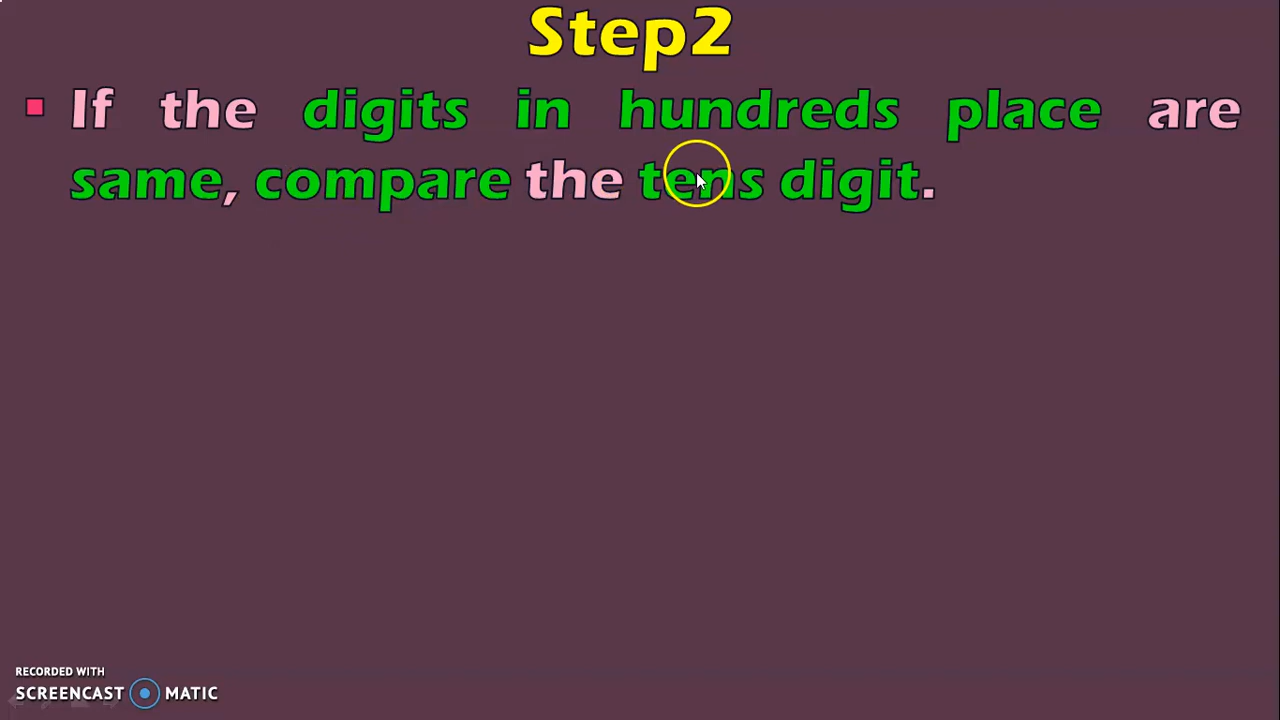 Step2
If the digits in hundreds place are
same, compare the tens digit.
RECORDED WITH
SCREENCAST MATIC